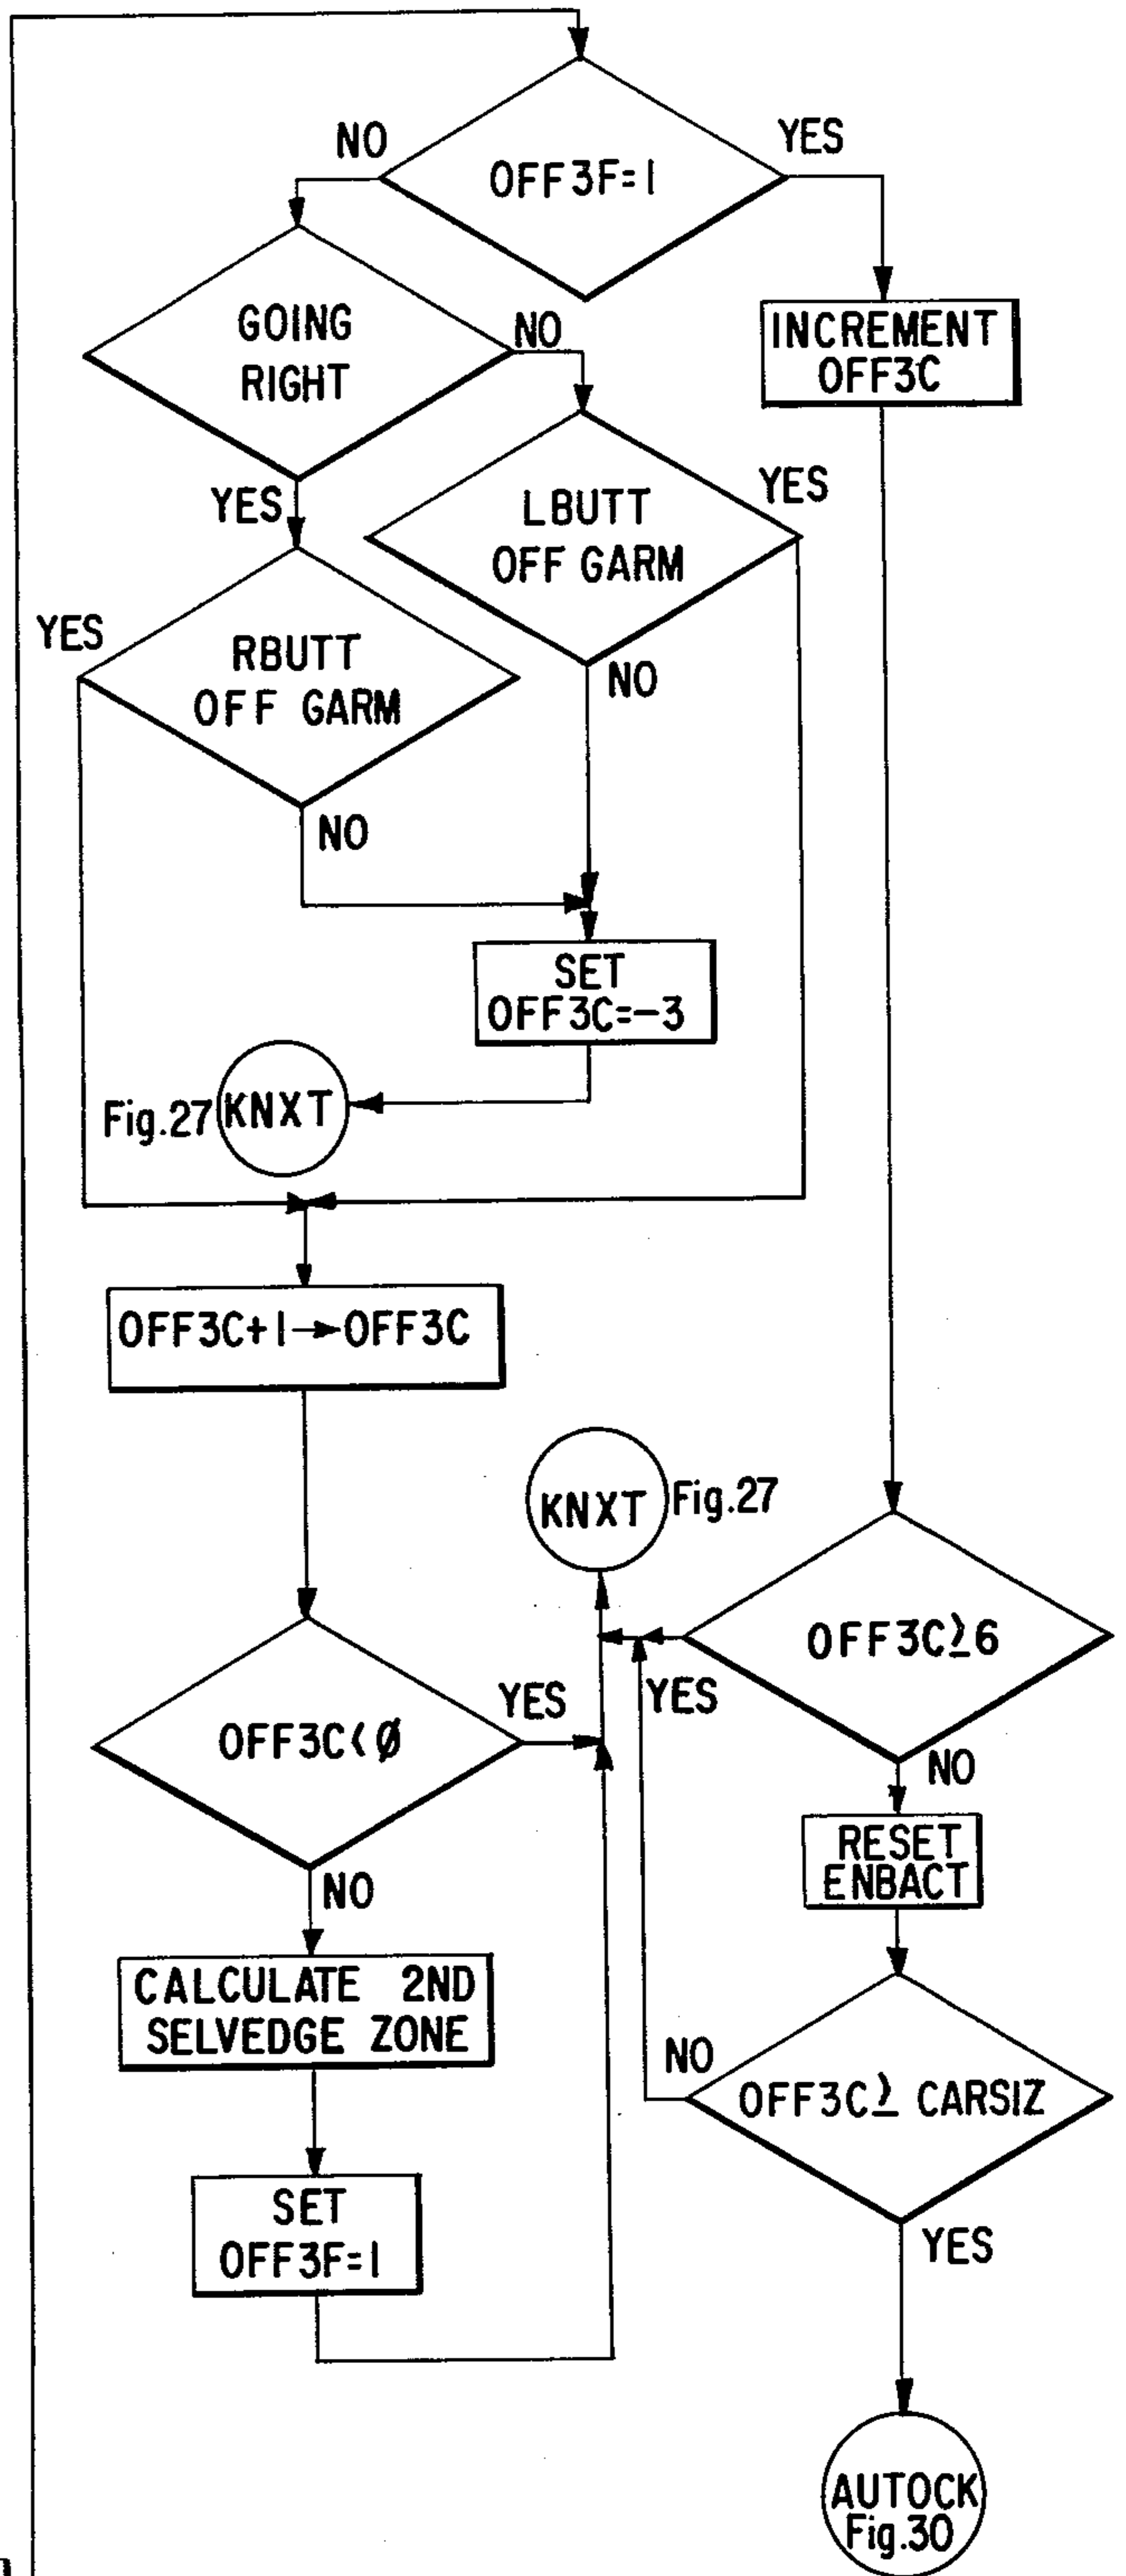 NO
YES
OFF3F=1
GOING
RIGHT
NO
INCREMENT
OFF3C
YES
LBUTT
OFF GARM
YES
YES
RBUTT
OFF GARM
NO
NO
SET
OFF3C=-3
Fig.27
KNXT
OFF3C+1→OFF3C
KNXT
Fig.27
OFF3C≥6
YES
YES
OFF3C<Ø
NO
NO
RESET
ENBACT
CALCULATE 2ND
SELVEDGE ZONE
NO
OFF3C≥ CARSIZ
SET
OFF3F=1
YES
AUTOCK
Fig.30